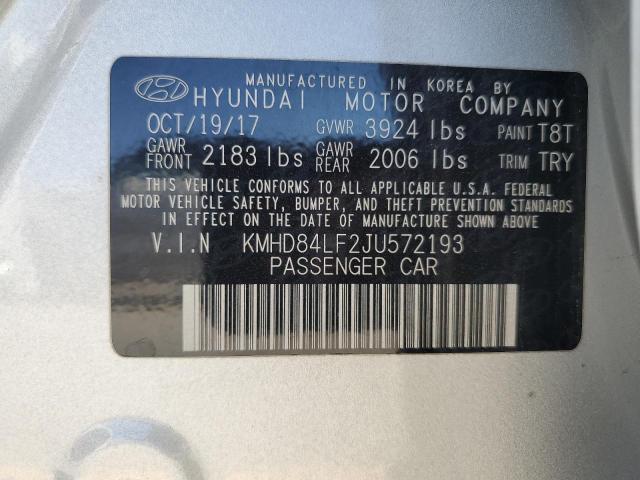 MANUFACTURED IN KOREA BY
HYUNDAI MOTOR COMPANY
OCT/19/17 GVWR 3924 lbs PAINT T8T
GAWR FRONT 2183 lbs GAWR REAR 2006 lbs TRIM TRY
THIS VEHICLE CONFORMS TO ALL APPLICABLE U.S.A. FEDERAL
MOTOR VEHICLE SAFETY, BUMPER, AND THEFT PREVENTION STANDARDS
IN EFFECT ON THE DATE OF MANUFACTURE SHOWN ABOVE
V.I.N KMHD84LF2JU572193
PASSENGER CAR